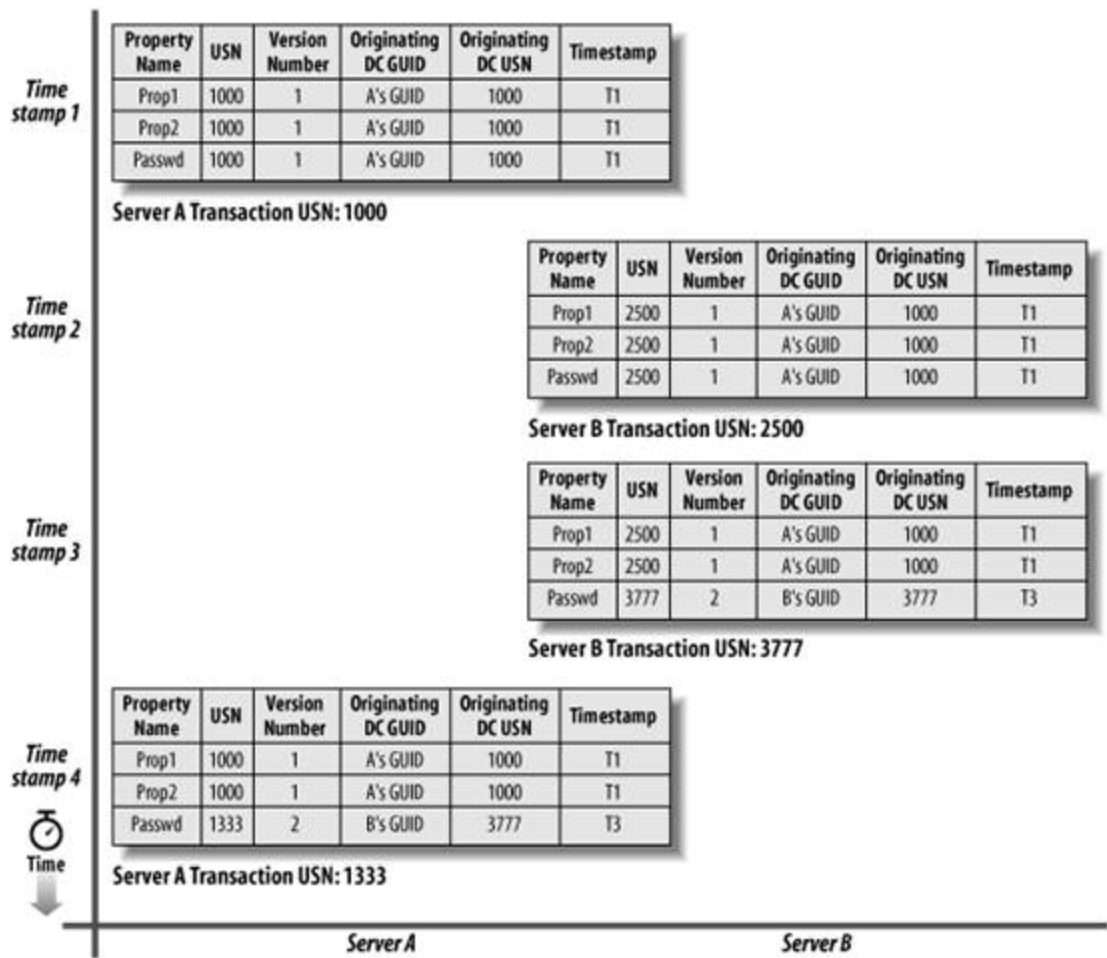 Property Name USN Version Number Originating DC GUID Originating DC USN Timestamp
Time stamp 1
Prop1 1000 1 A's GUID 1000 T1
Prop2 1000 1 A's GUID 1000 T1
Passwd 1000 1 A's GUID 1000 T1
Server A Transaction USN: 1000
Property Name USN Version Number Originating DC GUID Originating DC USN Timestamp
Time stamp 2
Prop1 2500 1 A's GUID 1000 T1
Prop2 2500 1 A's GUID 1000 T1
Passwd 2500 1 A's GUID 1000 T1
Server B Transaction USN: 2500
Property Name USN Version Number Originating DC GUID Originating DC USN Timestamp
Time stamp 3
Prop1 2500 1 A's GUID 1000 T1
Prop2 2500 1 A's GUID 1000 T1
Passwd 3777 2 B's GUID 3777 T3
Server B Transaction USN: 3777
Property Name USN Version Number Originating DC GUID Originating DC USN Timestamp
Time stamp 4
Prop1 1000 1 A's GUID 1000 T1
Prop2 1000 1 A's GUID 1000 T1
Passwd 1333 2 B's GUID 3777 T3
Time
Server A Transaction USN: 1333
Server A Server B